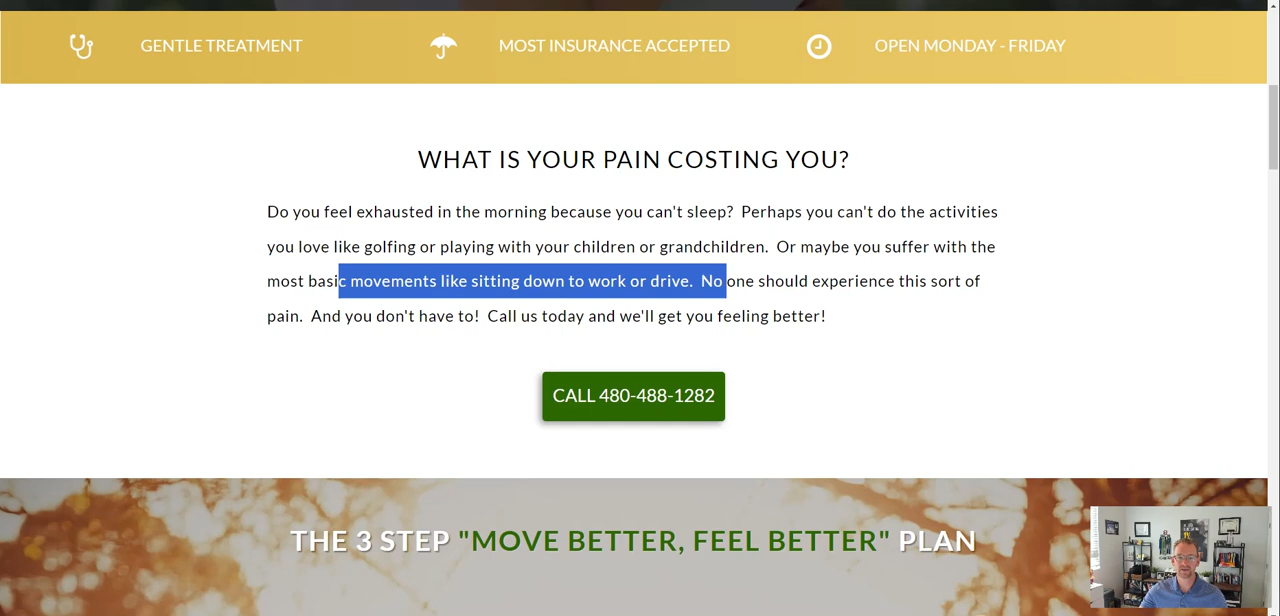 GENTLE TREATMENT
MOST INSURANCE ACCEPTED
OPEN MONDAY - FRIDAY
WHAT IS YOUR PAIN COSTING YOU?
Do you feel exhausted in the morning because you can't sleep?  Perhaps you can't do the activities
you love like golfing or playing with your children or grandchildren.  Or maybe you suffer with the
most basic movements like sitting down to work or drive.  No one should experience this sort of
pain.  And you don't have to!  Call us today and we'll get you feeling better!
CALL 480-488-1282
THE 3 STEP "MOVE BETTER, FEEL BETTER" PLAN